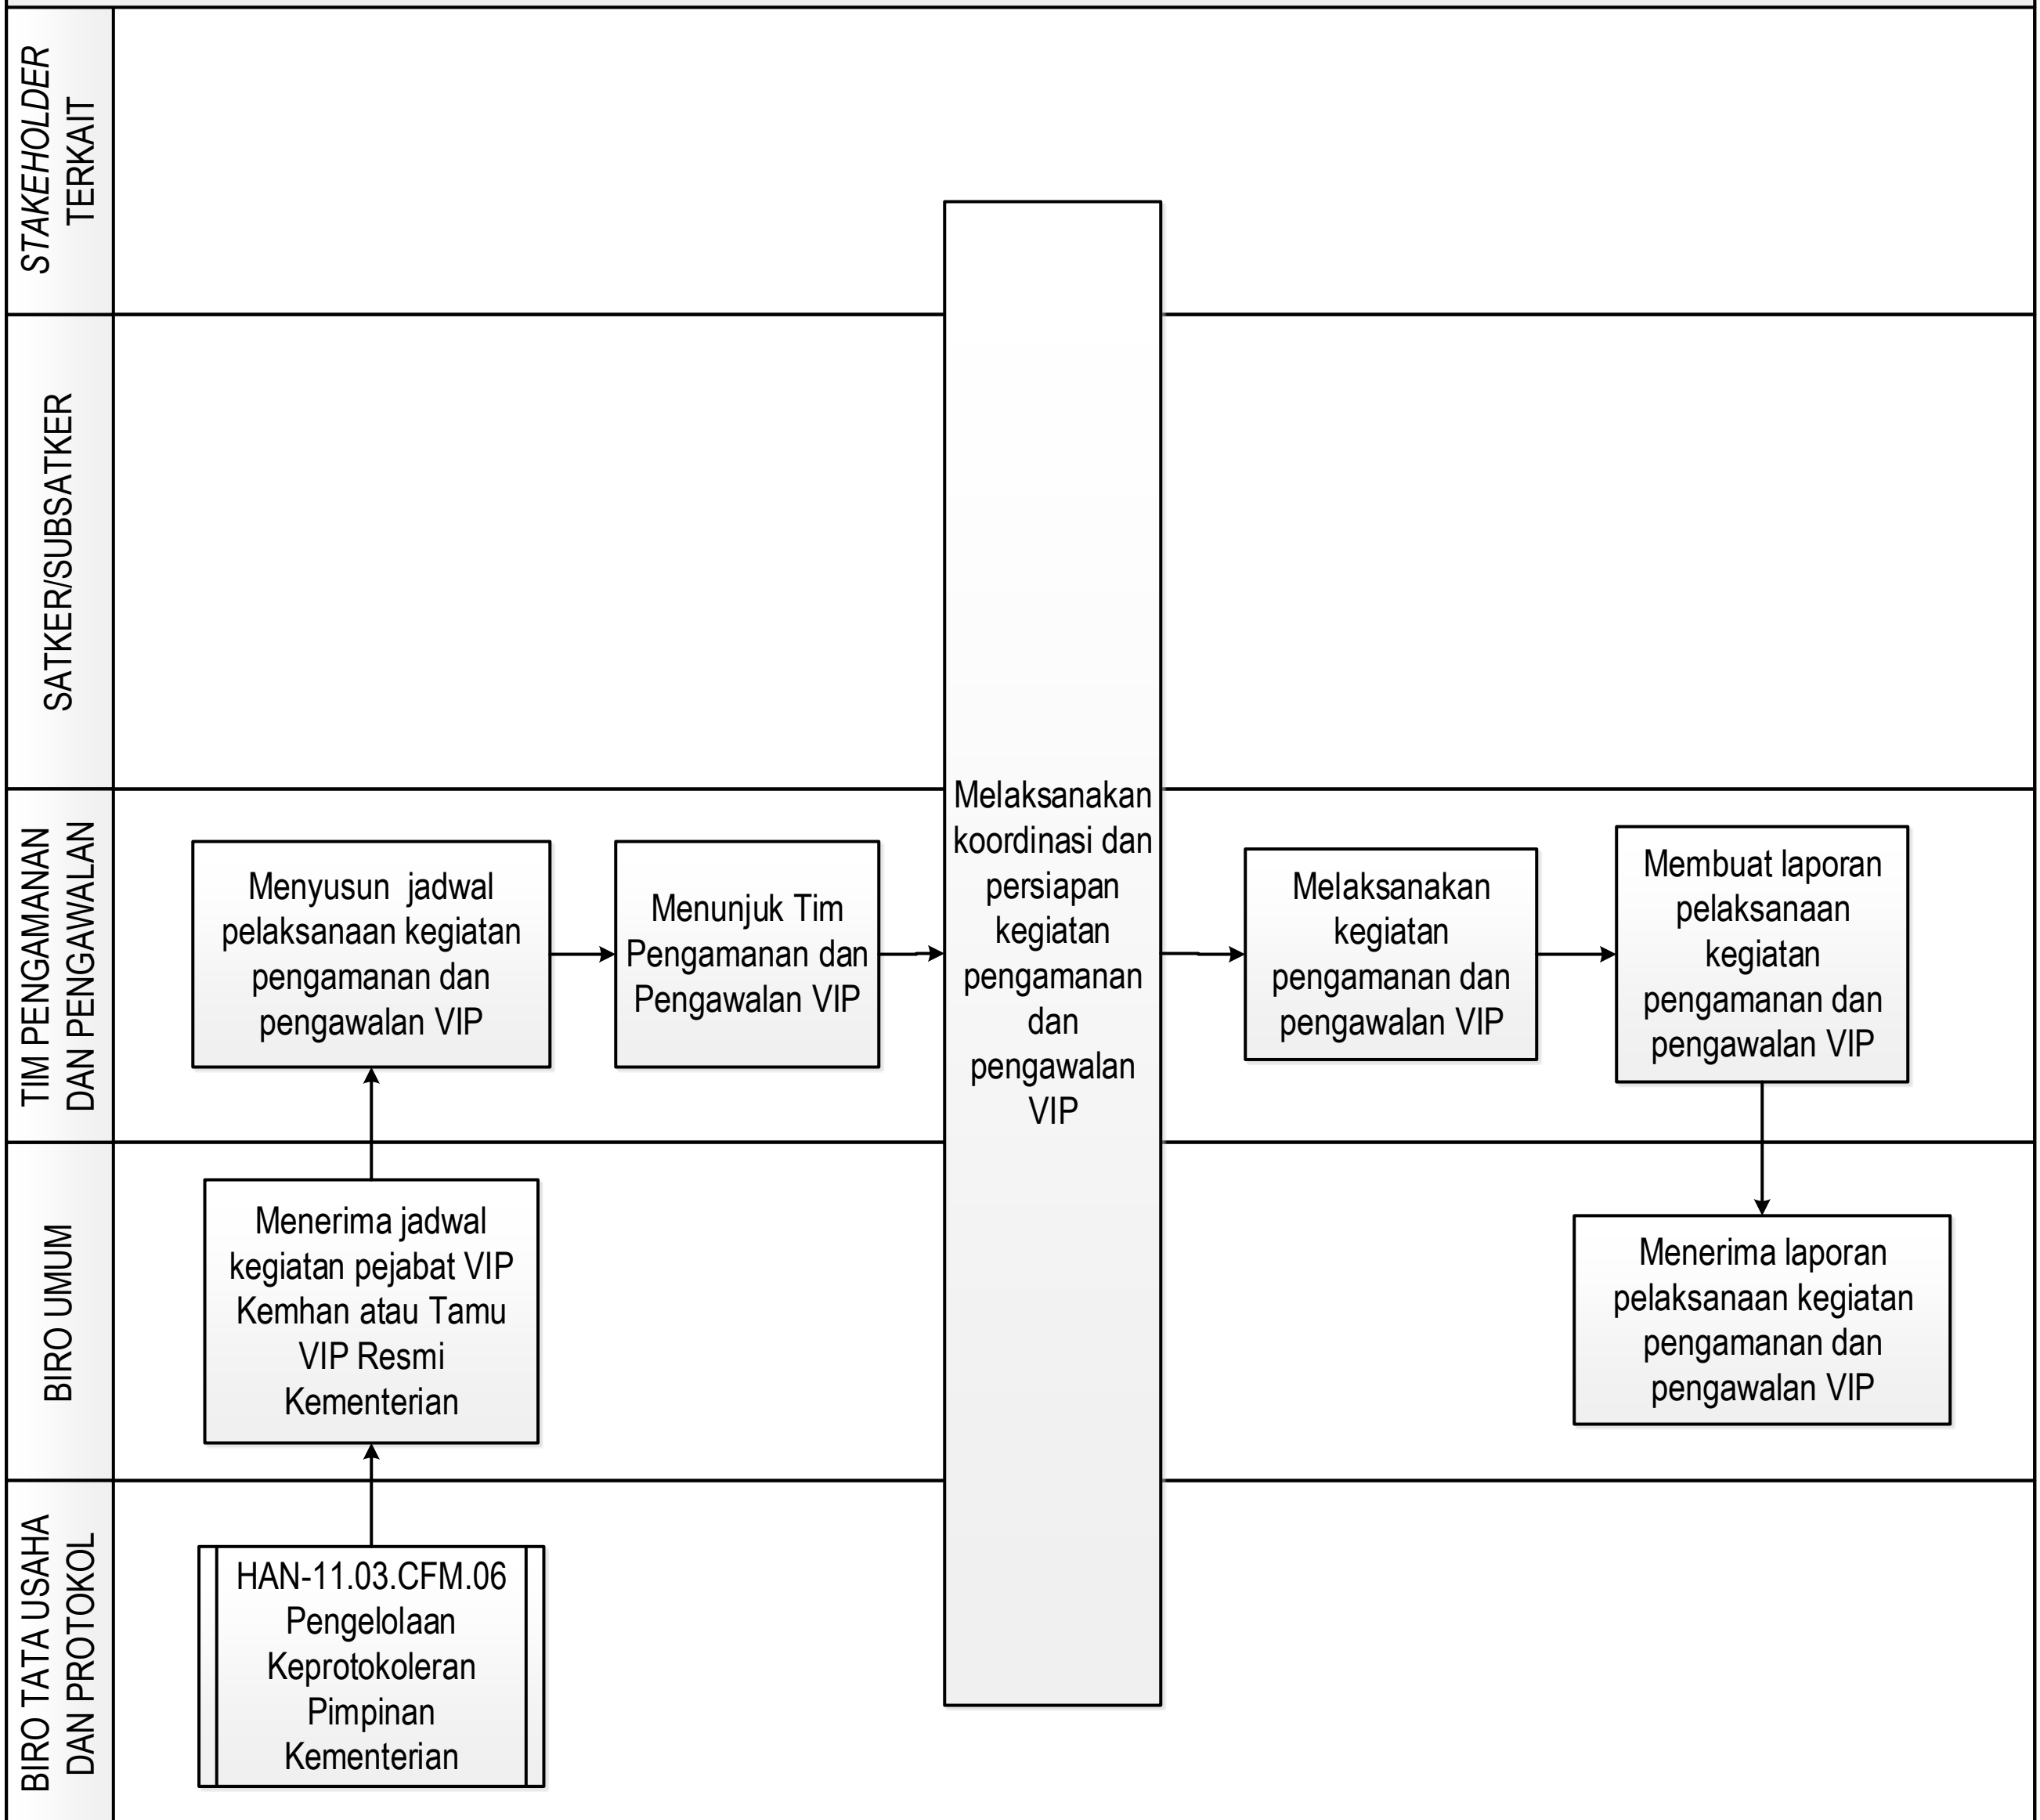 STAKEHOLDER
TERKAIT
SATKER/SUBSATKER
TIM PENGAMANAN
DAN PENGAWALAN
Menyusun jadwal
pelaksanaan kegiatan
pengamanan dan
pengawalan VIP
Menunjuk Tim
Pengamanan dan
Pengawalan VIP
Melaksanakan
koordinasi dan
persiapan
kegiatan
pengamanan
dan
pengawalan
VIP
Melaksanakan
kegiatan
pengamanan dan
pengawalan VIP
Membuat laporan
pelaksanaan
kegiatan
pengamanan dan
pengawalan VIP
BIRO UMUM
Menerima jadwal
kegiatan pejabat VIP
Kemhan atau Tamu
VIP Resmi
Kementerian
Menerima laporan
pelaksanaan kegiatan
pengamanan dan
pengawalan VIP
BIRO TATA USAHA
DAN PROTOKOL
HAN-11.03.CFM.06
Pengelolaan
Keprotokoleran
Pimpinan
Kementerian